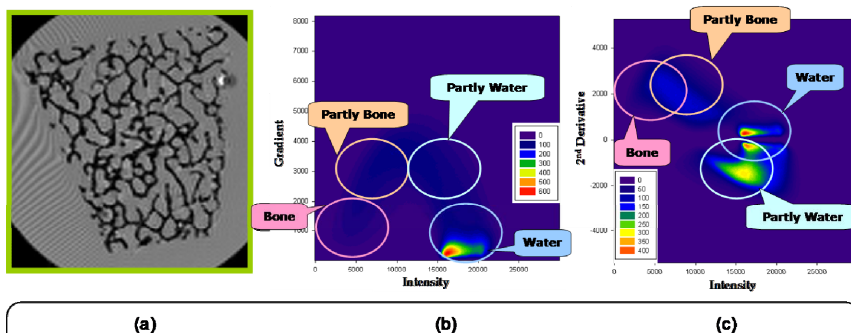 8000
7000
6000
5000
4000
3000
2000
1000
Gradient
Partly Bone
Partly Water
Bone
Water
0
100
200
300
400
500
600
0
5000
10000
15000
20000
25000
Intensity
4000
2000
0
-2000
-4000
2nd Derivative
Partly Bone
Water
Bone
Partly Water
0
50
100
150
200
250
300
350
400
0
5000
10000
15000
20000
25000
Intensity
(a)
(b)
(c)